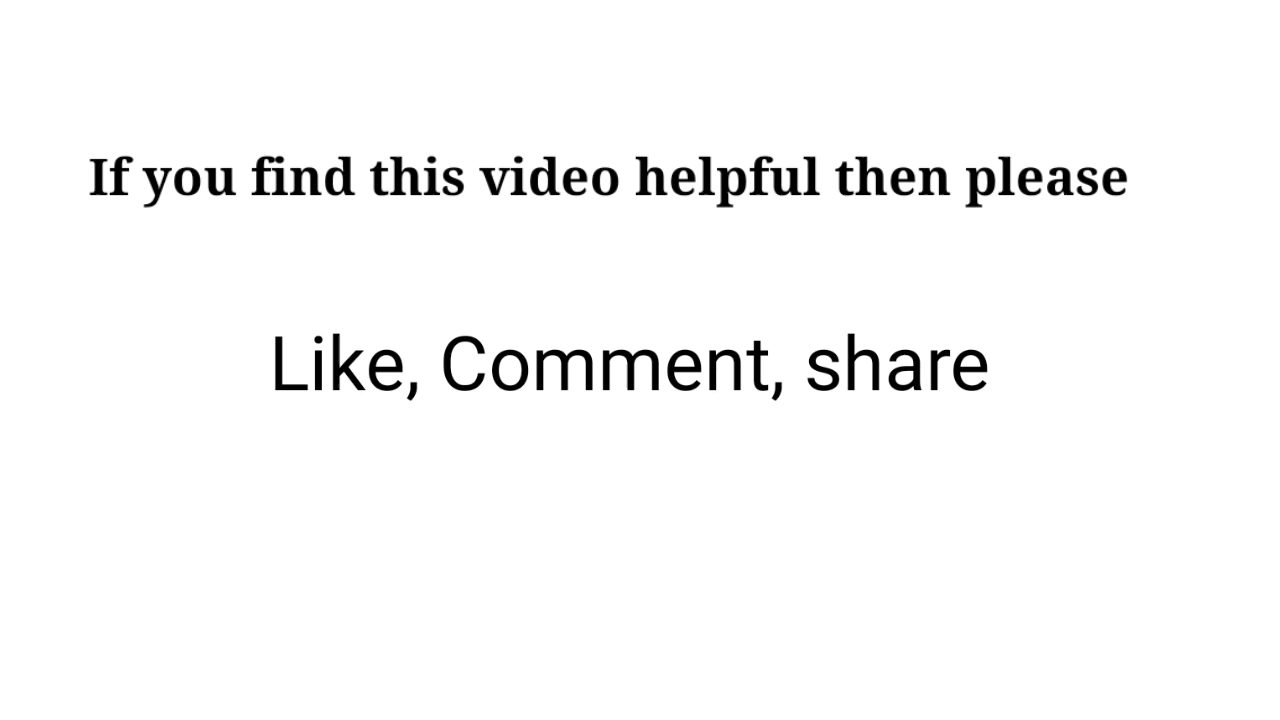 If you find this video helpful then please
Like, Comment, share